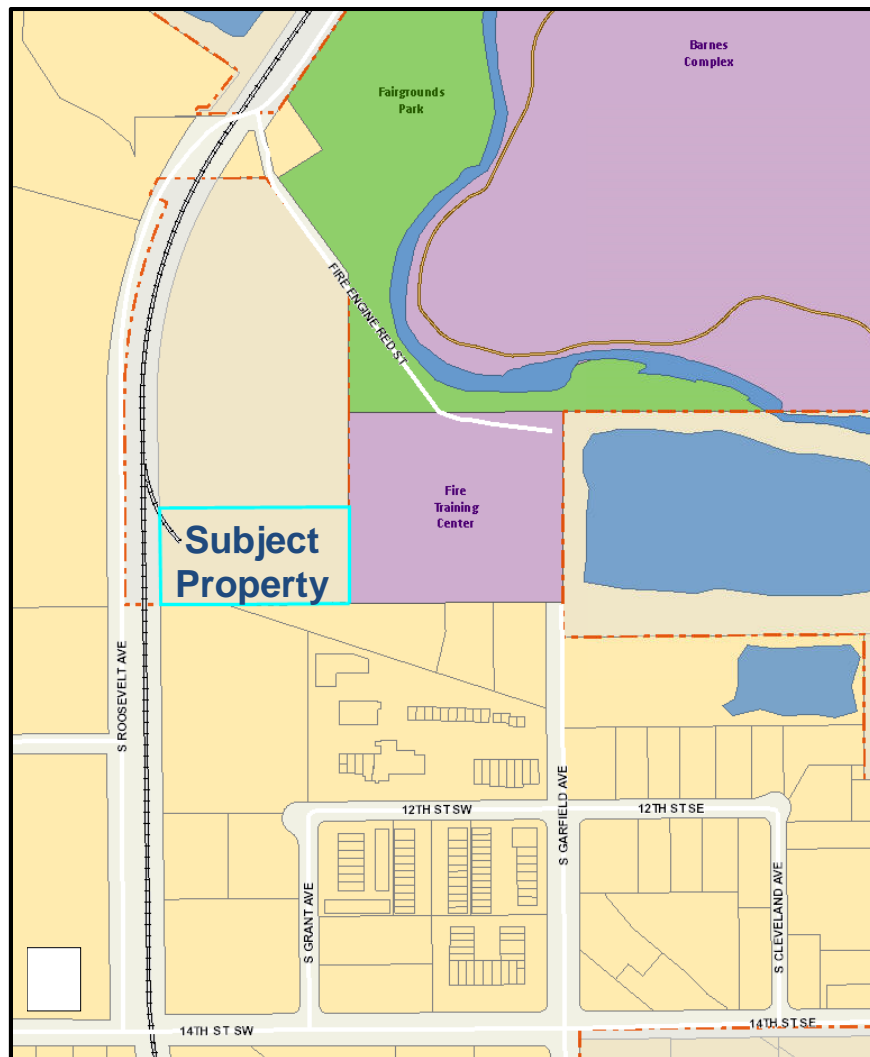 Barnes
Complex
Fairgrounds
Park
FIRE ENGINE RED ST
Fire
Training
Center
Subject
Property
S ROOSEVELT AVE
S GARFIELD AVE
12TH ST SW
12TH ST SE
S GRANT AVE
S CLEVELAND AVE
14TH ST SW
14TH ST SE